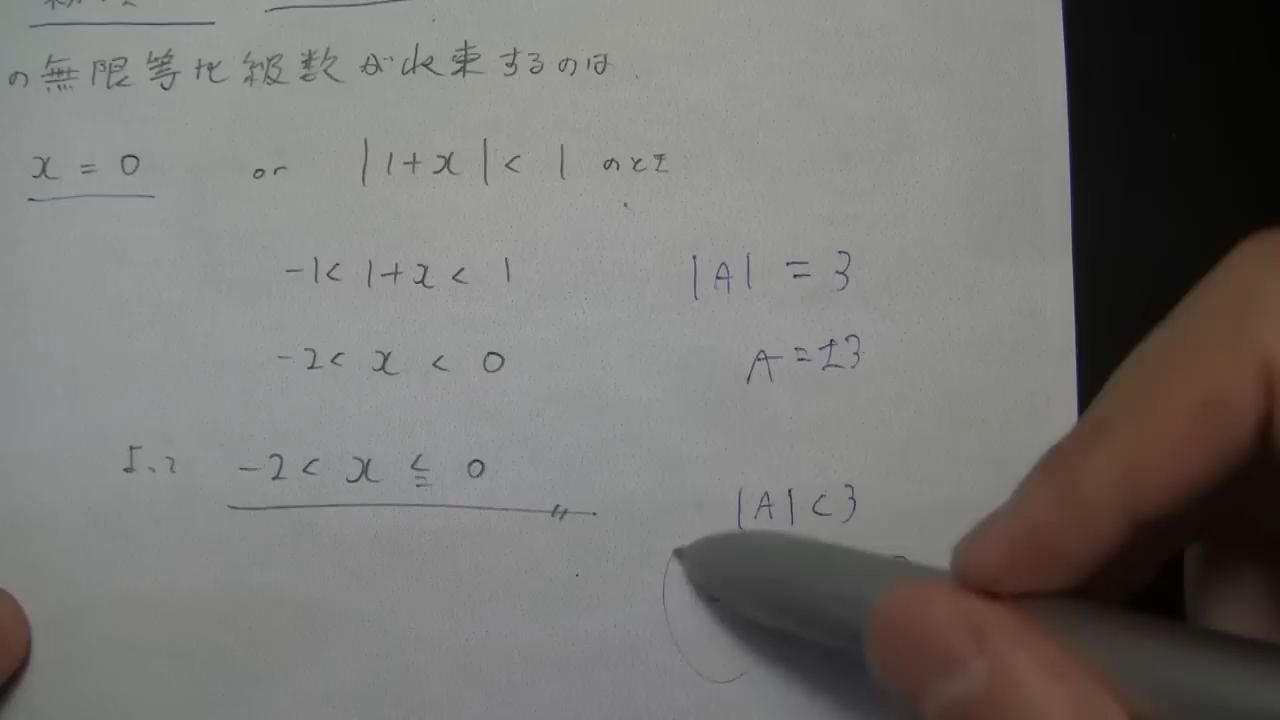 の無限等比級数が収束するのは
x = 0 or |1+x| < 1 のとき
-1 < 1+x < 1
-2 < x < 0
よって -2 < x ≦ 0
|A| = 3
A = ±3
|A| < 3